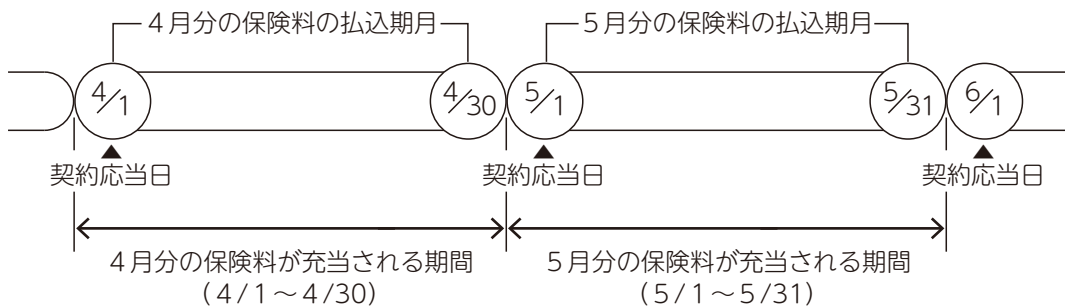 4月分の保険料の払込期月
5月分の保険料の払込期月
4/1
4/30
5/1
5/31
6/1
契約応当日
契約応当日
契約応当日
4月分の保険料が充当される期間
(4/1~4/30)
5月分の保険料が充当される期間
(5/1~5/31)